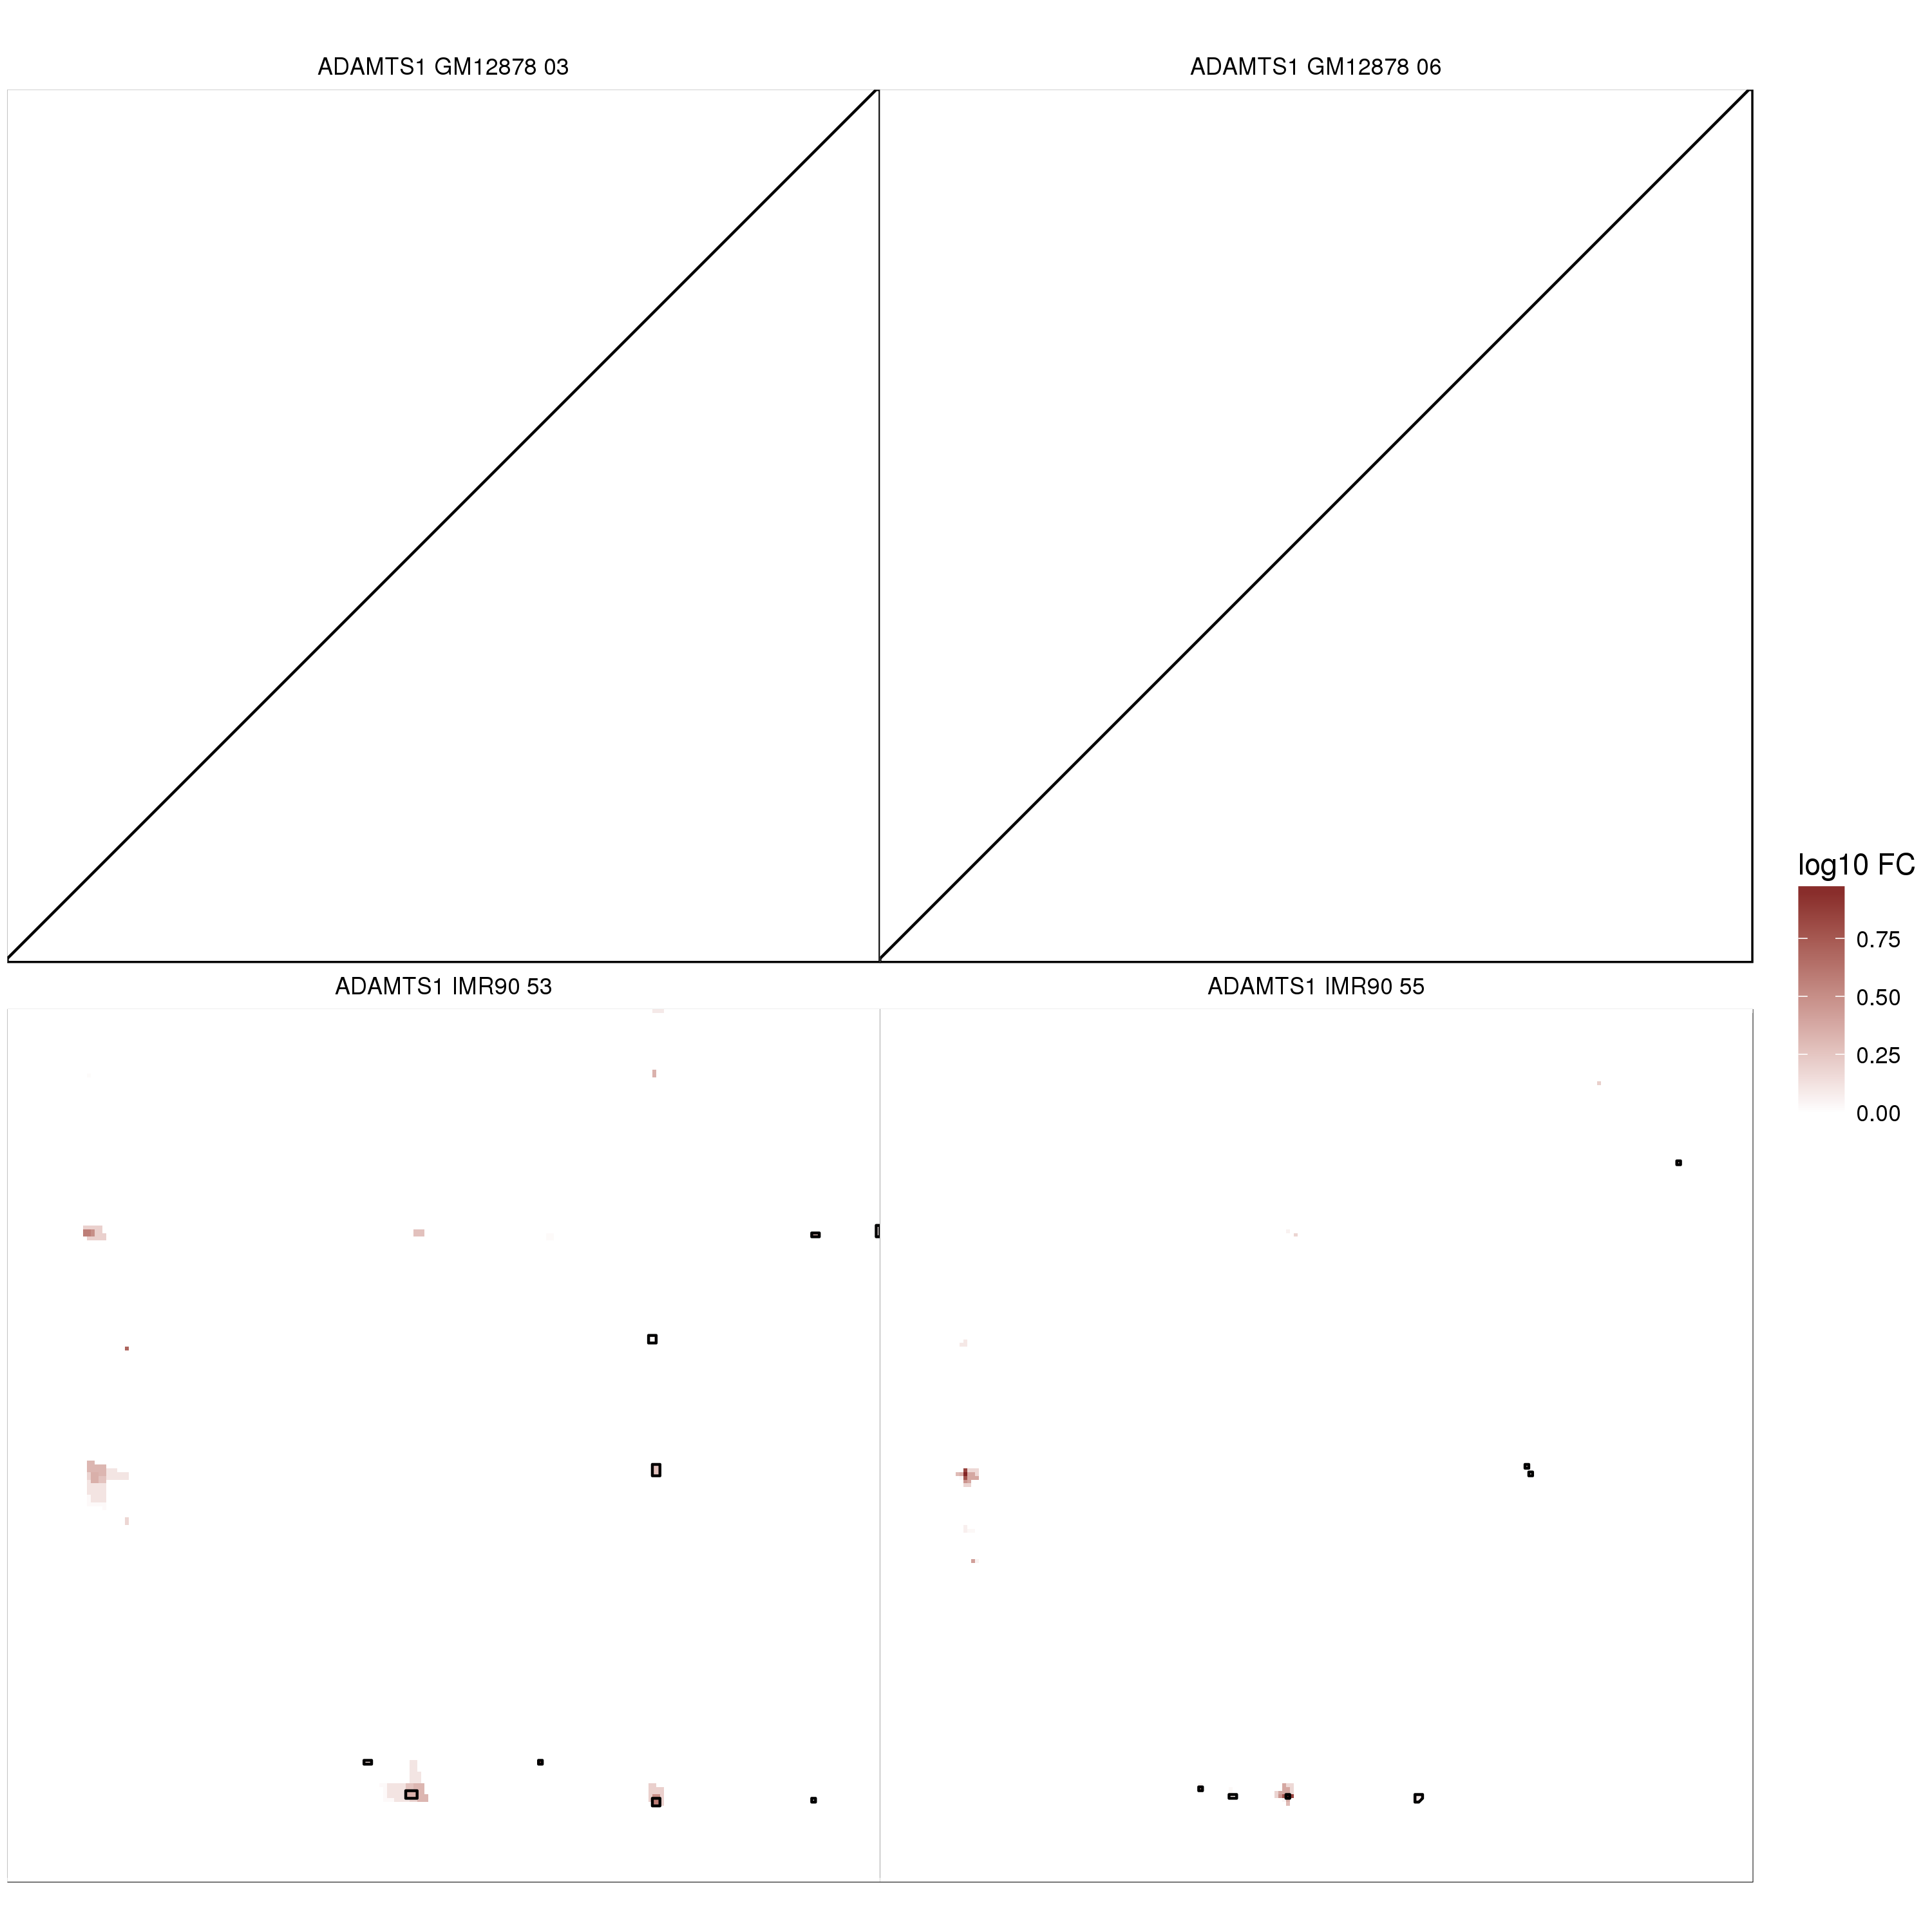 ADAMTS1 GM12878 03
ADAMTS1 GM12878 06
ADAMTS1 IMR90 53
ADAMTS1 IMR90 55
log10 FC
0.75
0.50
0.25
0.00